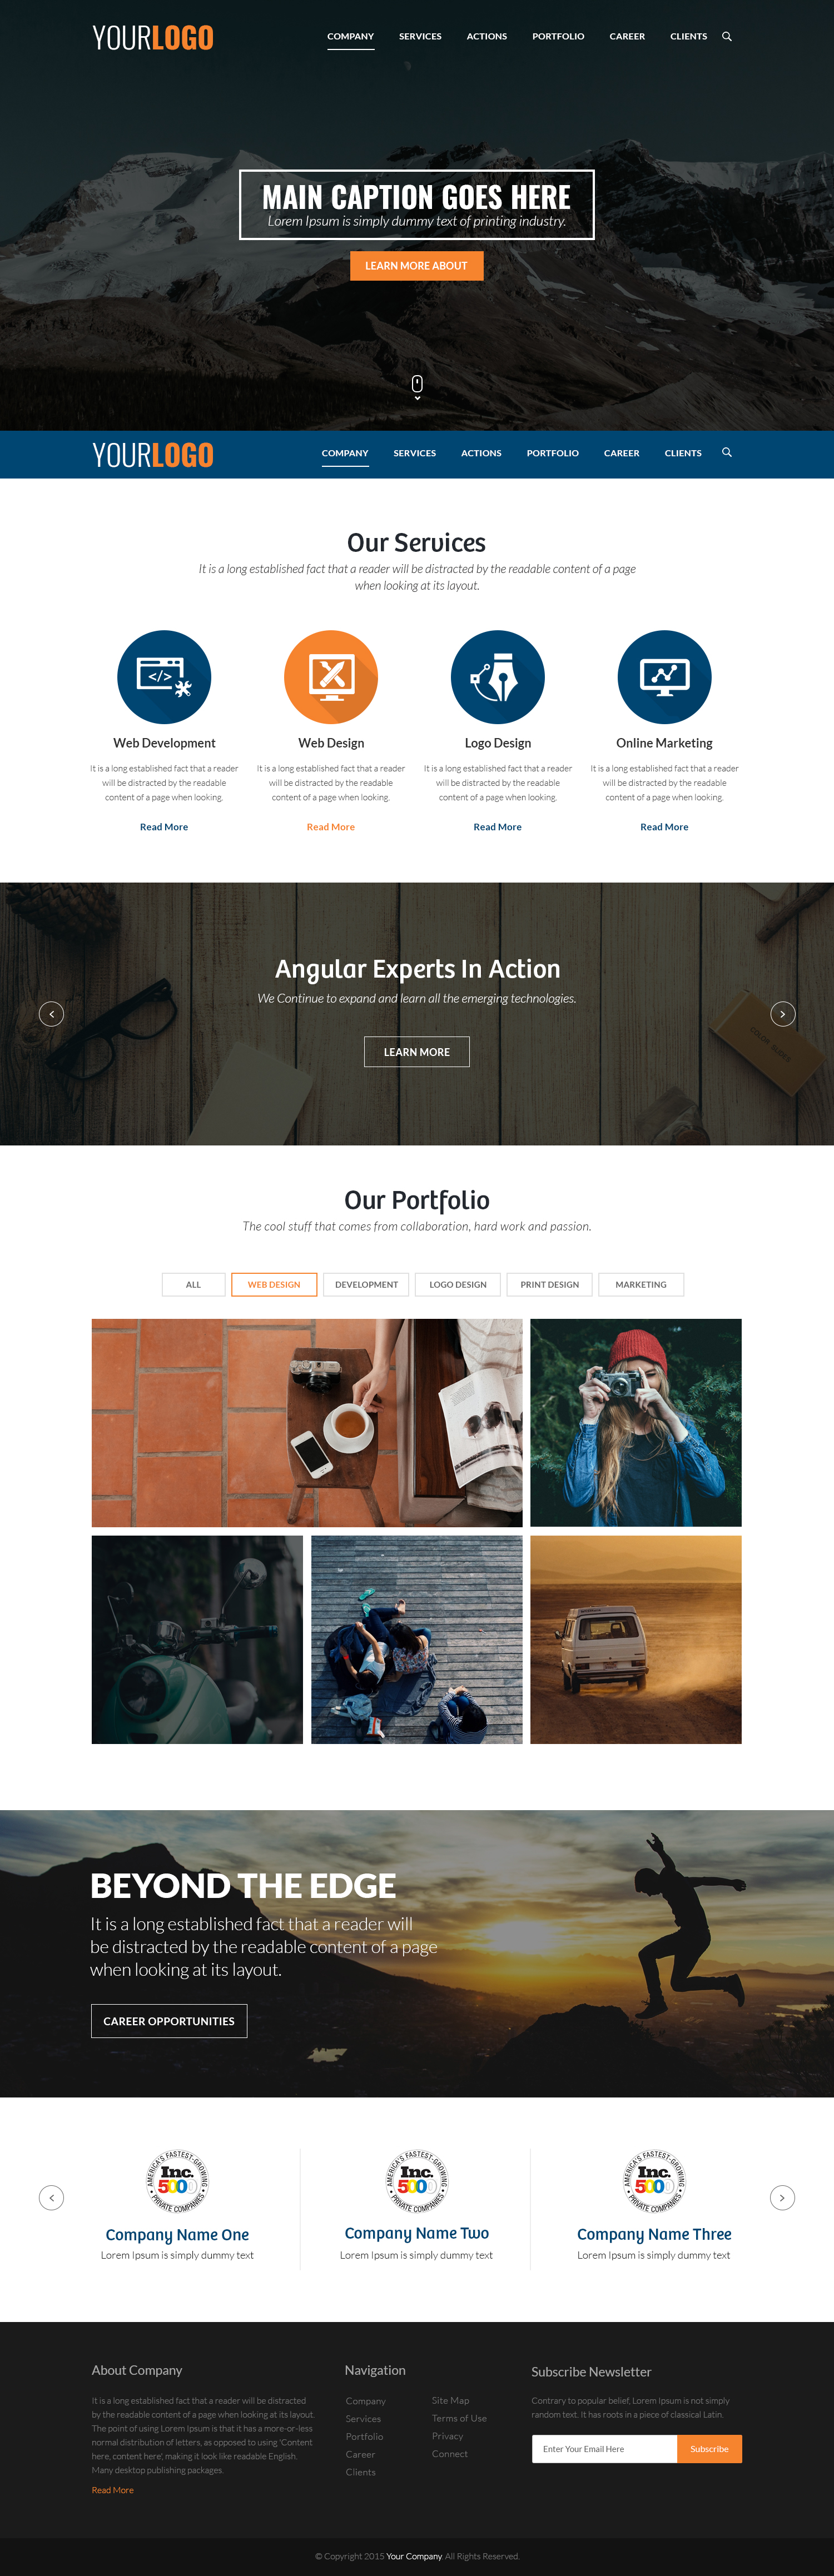 YOURLOGO
COMPANY SERVICES ACTIONS PORTFOLIO CAREER CLIENTS
MAIN CAPTION GOES HERE
Lorem Ipsum is simply dummy text of printing industry.
LEARN MORE ABOUT
YOURLOGO
COMPANY SERVICES ACTIONS PORTFOLIO CAREER CLIENTS
Our Services
It is a long established fact that a reader will be distracted by the readable content of a page
when looking at its layout.
</>
Web Development
It is a long established fact that a reader
will be distracted by the readable
content of a page when looking.
Read More
Web Design
It is a long established fact that a reader
will be distracted by the readable
content of a page when looking.
Read More
Logo Design
It is a long established fact that a reader
will be distracted by the readable
content of a page when looking.
Read More
Online Marketing
It is a long established fact that a reader
will be distracted by the readable
content of a page when looking.
Read More
Angular Experts In Action
We Continue to expand and learn all the emerging technologies.
LEARN MORE
Our Portfolio
The cool stuff that comes from collaboration, hard work and passion.
ALL WEB DESIGN DEVELOPMENT LOGO DESIGN PRINT DESIGN MARKETING
BEYOND THE EDGE
It is a long established fact that a reader will
be distracted by the readable content of a page
when looking at its layout.
CAREER OPPORTUNITIES
AMERICA'S FASTEST-GROWING
Inc.
5000
PRIVATE COMPANIES
Company Name One
Lorem Ipsum is simply dummy text
AMERICA'S FASTEST-GROWING
Inc.
5000
PRIVATE COMPANIES
Company Name Two
Lorem Ipsum is simply dummy text
AMERICA'S FASTEST-GROWING
Inc.
5000
PRIVATE COMPANIES
Company Name Three
Lorem Ipsum is simply dummy text
About Company
It is a long established fact that a reader will be distracted
by the readable content of a page when looking at its layout.
The point of using Lorem Ipsum is that it has a more-or-less
normal distribution of letters, as opposed to using 'Content
here, content here', making it look like readable English.
Many desktop publishing packages.
Read More
Navigation
Company
Services
Portfolio
Career
Clients
Site Map
Terms of Use
Privacy
Connect
Subscribe Newsletter
Contrary to popular belief, Lorem Ipsum is not simply
random text. It has roots in a piece of classical Latin.
Enter Your Email Here Subscribe
© Copyright 2015 Your Company. All Rights Reserved.